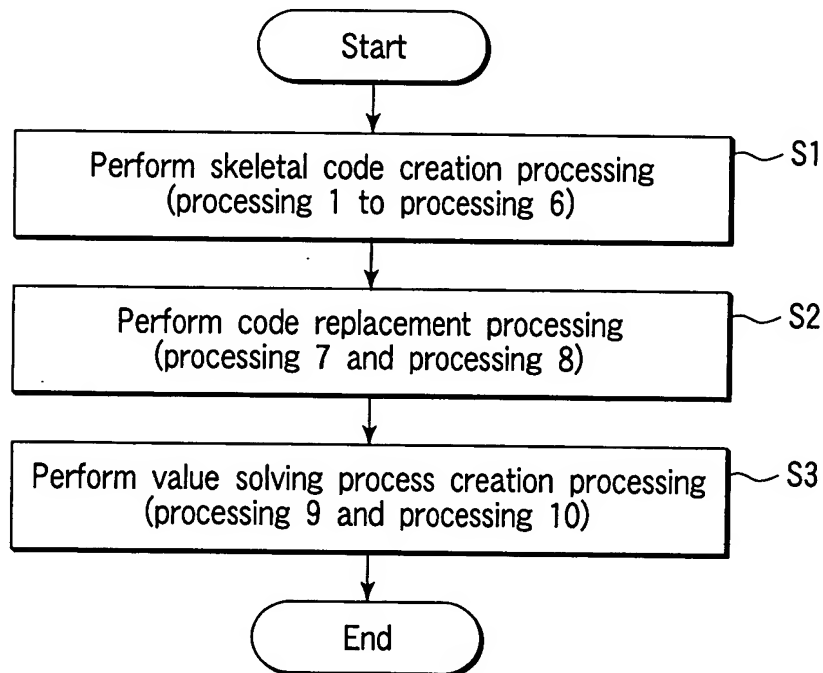 Start
Perform skeletal code creation processing
(processing 1 to processing 6)
S1
Perform code replacement processing
(processing 7 and processing 8)
S2
Perform value solving process creation processing
(processing 9 and processing 10)
S3
End